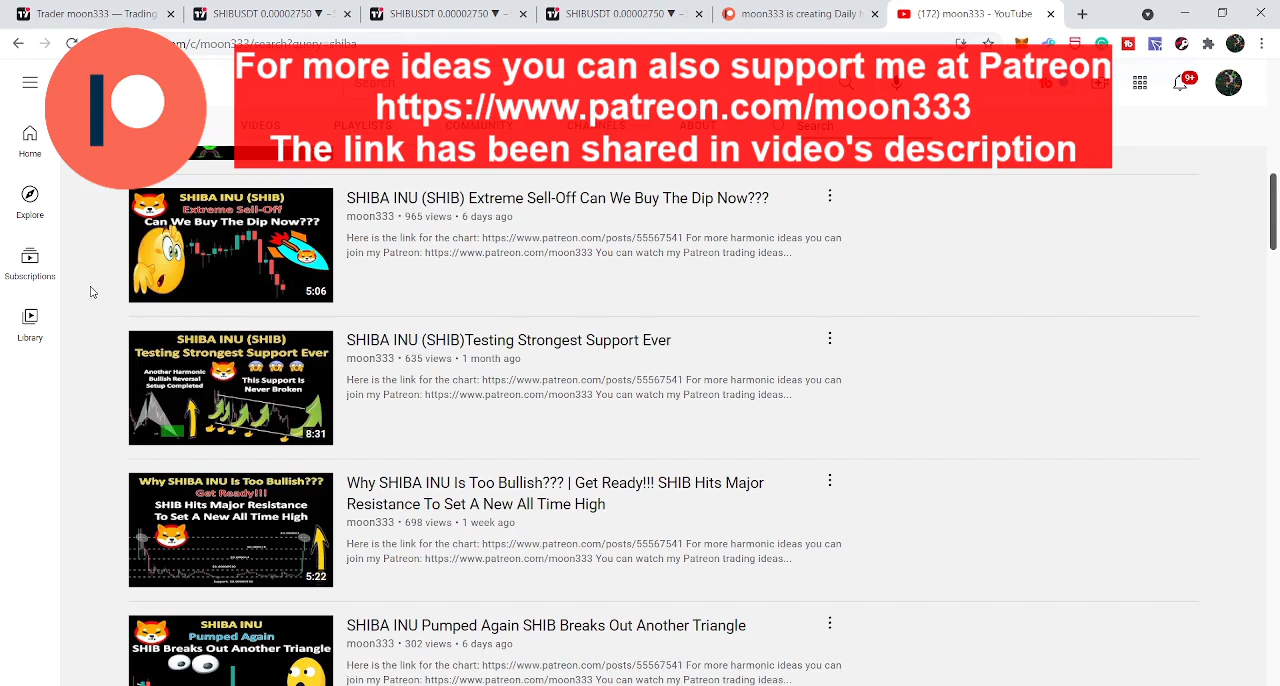 Trader moon333 — Trading
SHIBUSDT 0.00002750 ▼ −
SHIBUSDT 0.00002750 ▼ −
SHIBUSDT 0.00002750 ▼ −
moon333 is creating Daily h
(172) moon333 - YouTube
m/c/moon333/search?query=shiba
For more ideas you can also support me at Patreon
https://www.patreon.com/moon333
The link has been shared in video's description
Search
9+
VIDEOS
PLAYLISTS
COMMUNITY
CHANNELS
ABOUT
Search
Home
Explore
Subscriptions
Library
SHIBA INU (SHIB)
Extreme Sell-Off
Can We Buy The Dip Now???
5:06
SHIBA INU (SHIB) Extreme Sell-Off Can We Buy The Dip Now???
moon333 • 965 views • 6 days ago
Here is the link for the chart: https://www.patreon.com/posts/55567541 For more harmonic ideas you can
join my Patreon: https://www.patreon.com/moon333 You can watch my Patreon trading ideas...
SHIBA INU (SHIB)
Testing Strongest Support Ever
Another Harmonic
Bullish Reversal
Setup Completed
This Support Is
Never Broken
8:31
SHIBA INU (SHIB)Testing Strongest Support Ever
moon333 • 635 views • 1 month ago
Here is the link for the chart: https://www.patreon.com/posts/55567541 For more harmonic ideas you can
join my Patreon: https://www.patreon.com/moon333 You can watch my Patreon trading ideas...
Why SHIBA INU Is Too Bullish???
Get Ready!!!
SHIB Hits Major Resistance
To Set A New All Time High
5:22
Why SHIBA INU Is Too Bullish??? | Get Ready!!! SHIB Hits Major
Resistance To Set A New All Time High
moon333 • 698 views • 1 week ago
Here is the link for the chart: https://www.patreon.com/posts/55567541 For more harmonic ideas you can
join my Patreon: https://www.patreon.com/moon333 You can watch my Patreon trading ideas...
SHIBA INU
Pumped Again
SHIB Breaks Out Another Triangle
SHIBA INU Pumped Again SHIB Breaks Out Another Triangle
moon333 • 302 views • 6 days ago
Here is the link for the chart: https://www.patreon.com/posts/55567541 For more harmonic ideas you can